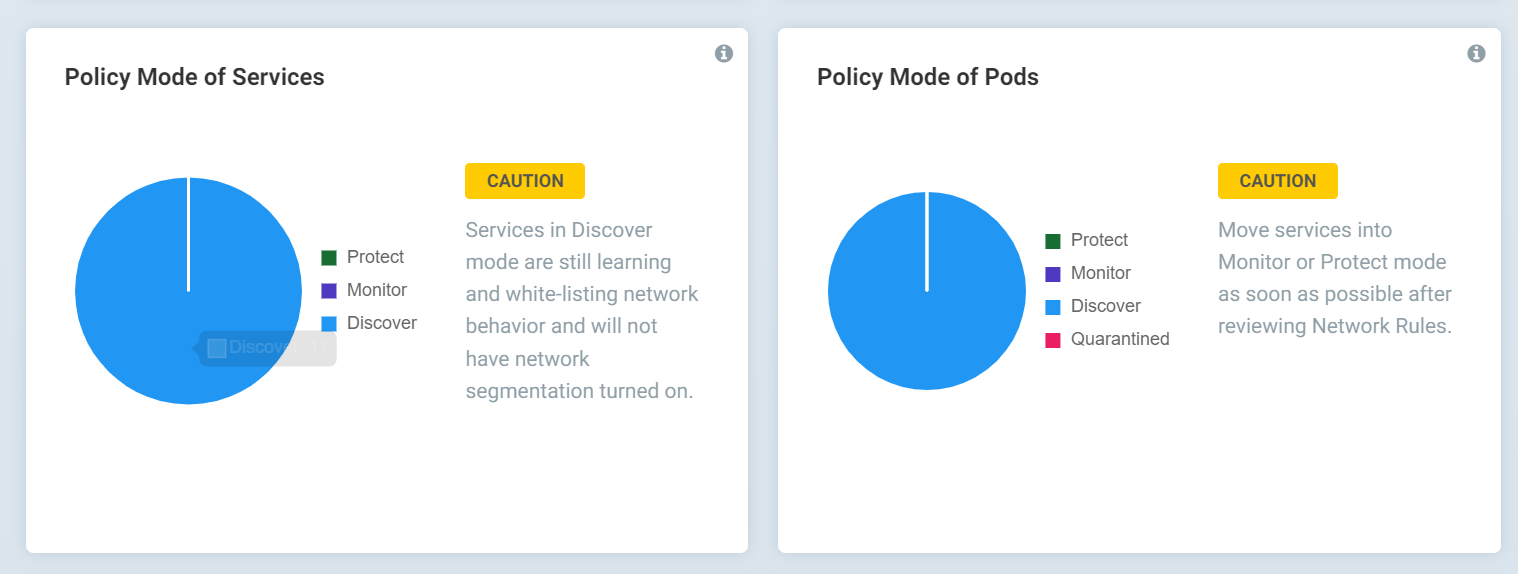 Policy Mode of Services
Protect
Monitor
Discover
Discover: 11
CAUTION
Services in Discover
mode are still learning
and white-listing network
behavior and will not
have network
segmentation turned on.
Policy Mode of Pods
Protect
Monitor
Discover
Quarantined
CAUTION
Move services into
Monitor or Protect mode
as soon as possible after
reviewing Network Rules.